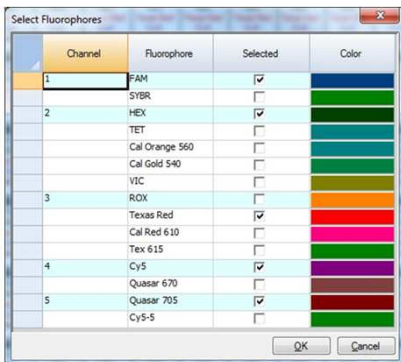 Select Fluorophores
Channel Fluorophore Selected Color
1 FAM
SYBR
2 HEX
TET
Cal Orange 560
Cal Gold 540
VIC
3 ROX
Texas Red
Cal Red 610
Tex 615
4 Cy5
Quasar 670
5 Quasar 705
Cy5-5
OK Cancel